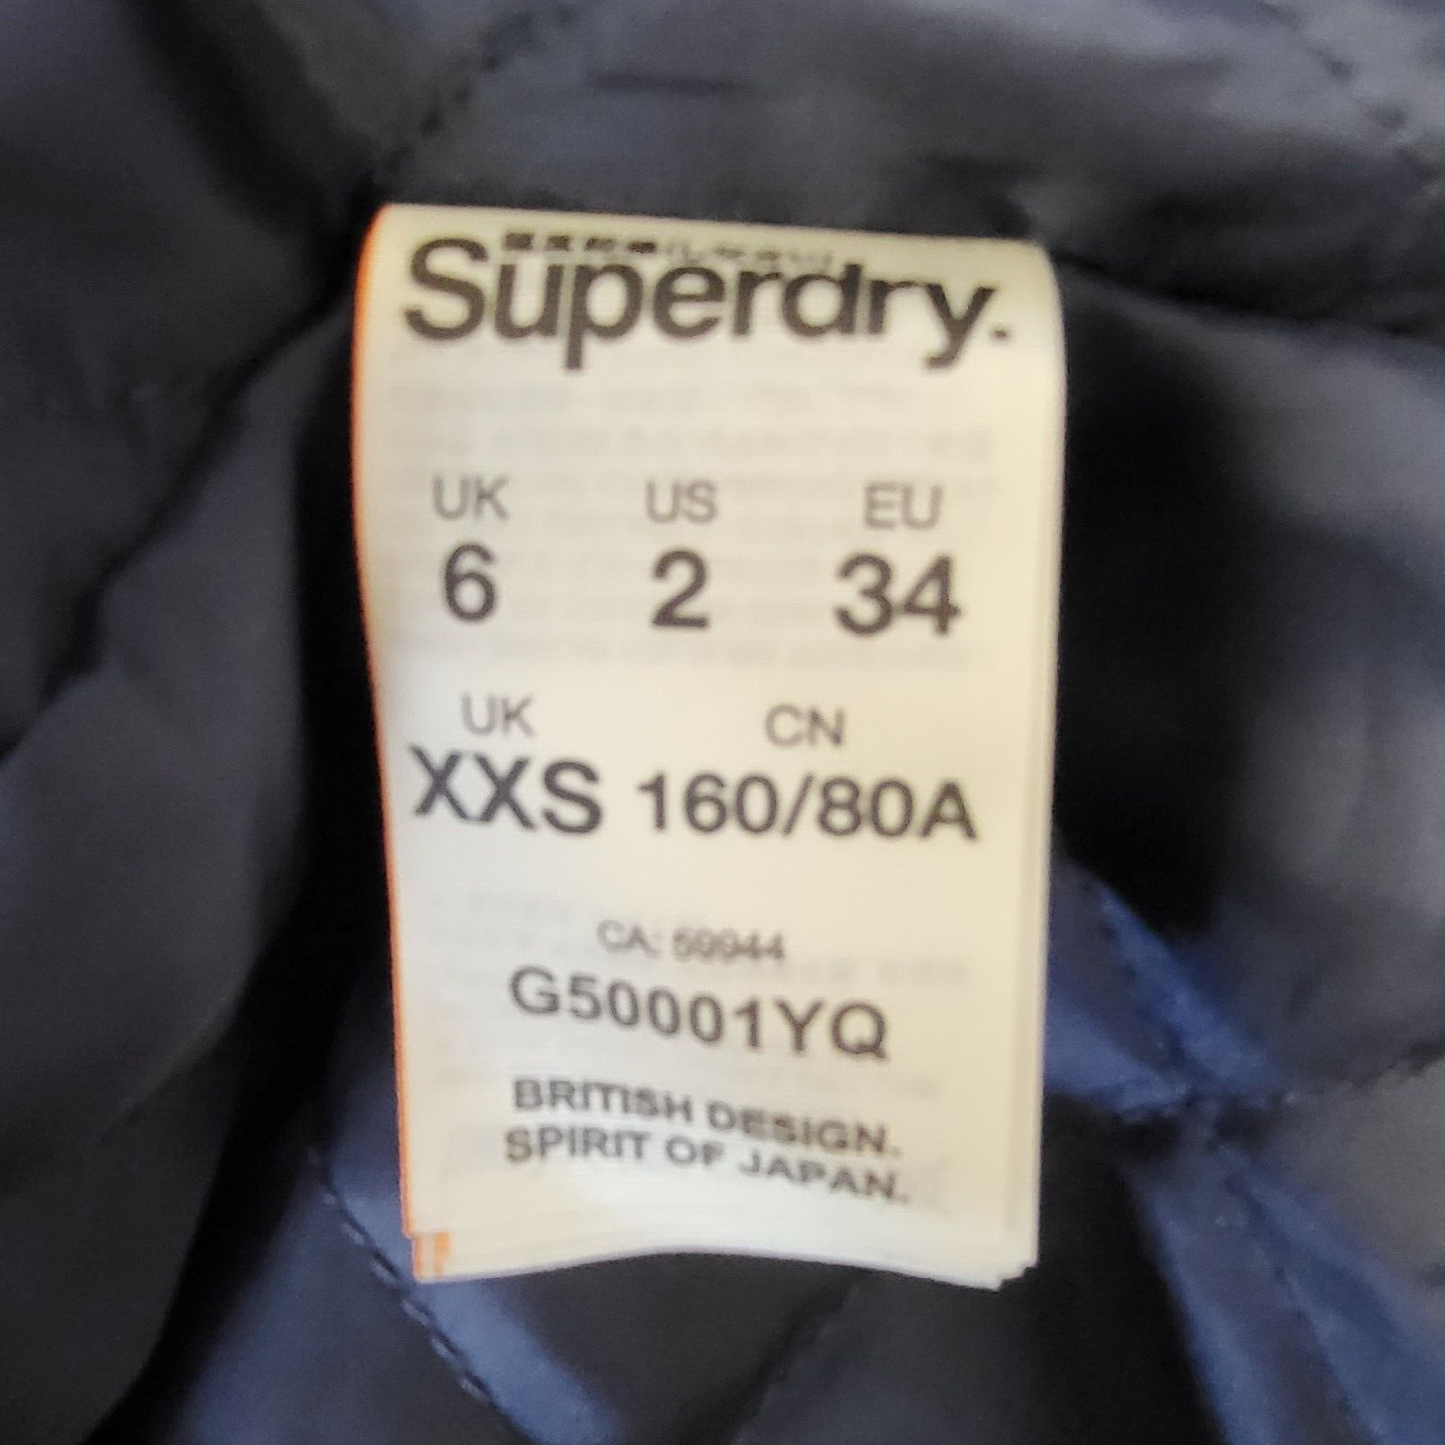 Superdry.
UK US EU
6 2 34
UK CN
XXS 160/80A
CA: 59944
G50001YQ
BRITISH DESIGN.
SPIRIT OF JAPAN.